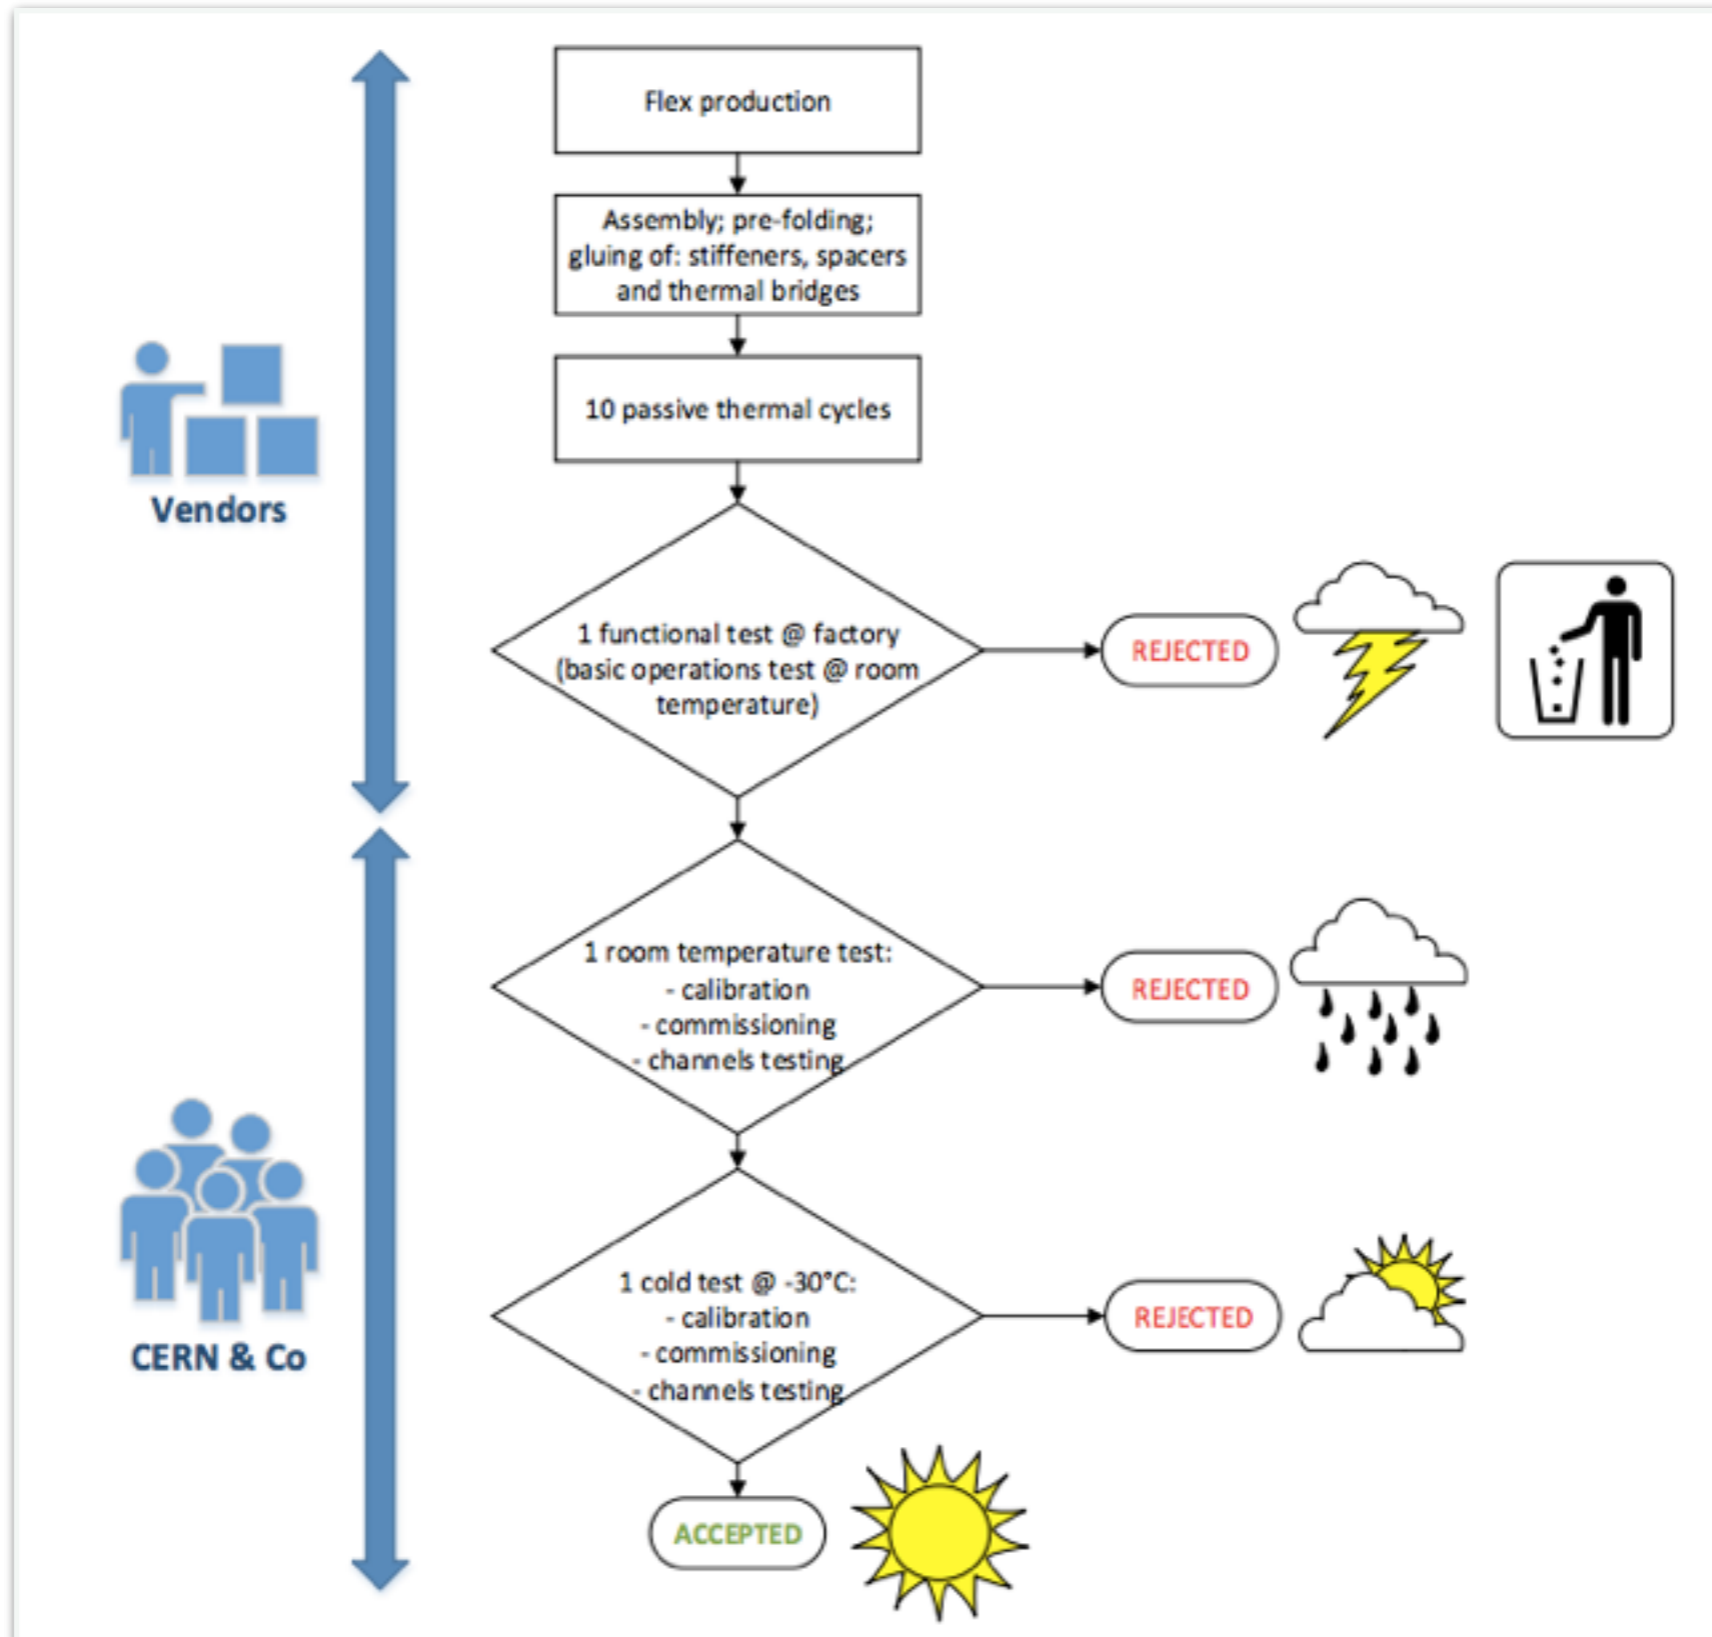 Flex production
Assembly; pre-folding;
gluing of: stiffeners, spacers
and thermal bridges
10 passive thermal cycles
Vendors
1 functional test @ factory
(basic operations test @ room
temperature)
REJECTED
1 room temperature test:
- calibration
- commissioning
- channels testing
REJECTED
1 cold test @ -30°C:
- calibration
- commissioning
- channels testing
REJECTED
CERN & Co
ACCEPTED